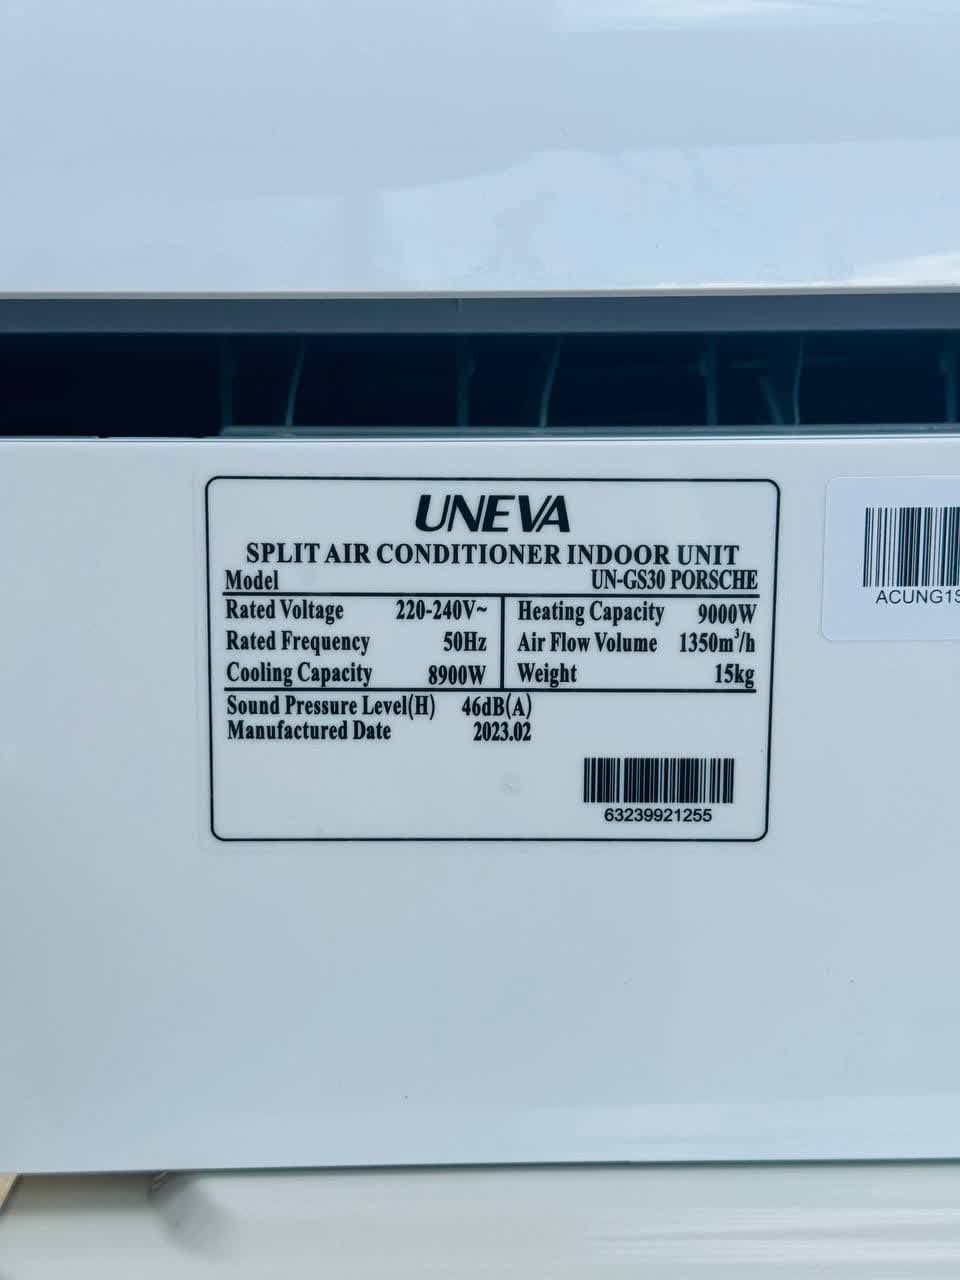 UNEVA
SPLIT AIR CONDITIONER INDOOR UNIT
Model UN-GS30 PORSCHE
Rated Voltage 220-240V~ Heating Capacity 9000W
Rated Frequency 50Hz Air Flow Volume 1350m³/h
Cooling Capacity 8900W Weight 15kg
Sound Pressure Level(H) 46dB(A)
Manufactured Date 2023.02
63239921255
ACUNG1S